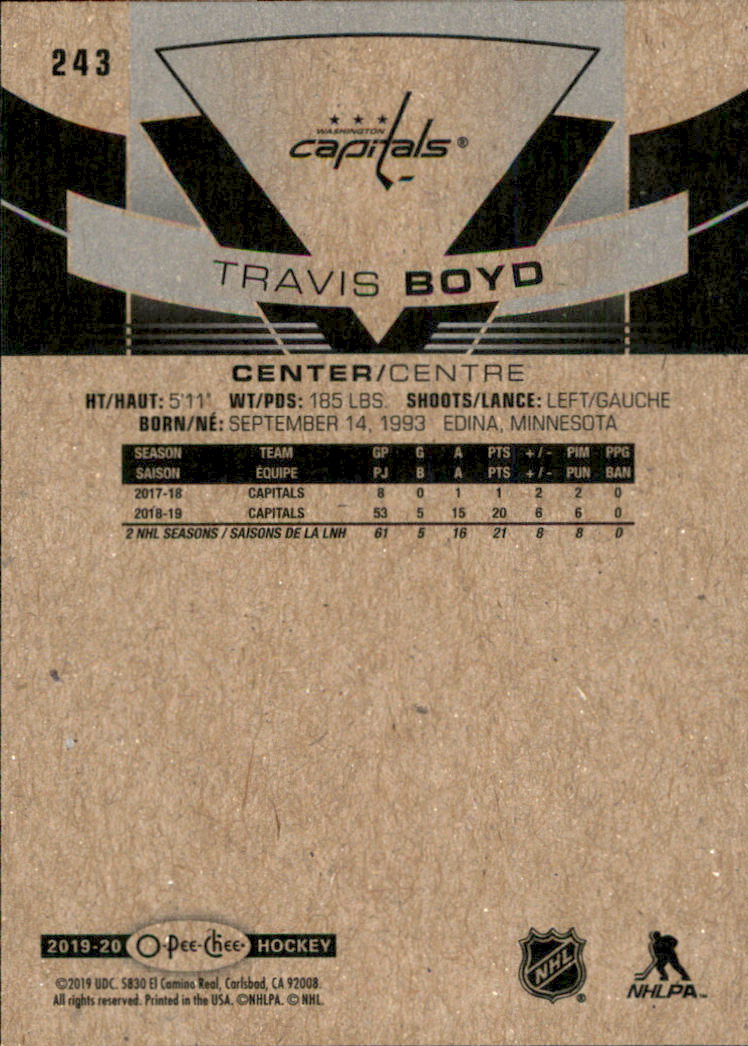 243
WASHINGTON
capitals®
TRAVIS BOYD
CENTER/CENTRE
HT/HAUT: 5'11" WT/PDS: 185 LBS. SHOOTS/LANCE: LEFT/GAUCHE
BORN/NÉ: SEPTEMBER 14, 1993 EDINA, MINNESOTA
SEASON TEAM GP G A PTS +/- PIM PPG
SAISON ÉQUIPE PJ B A PTS +/- PUN BAN
2017-18 CAPITALS 8 0 1 1 2 2 0
2018-19 CAPITALS 53 5 15 20 6 6 0
2 NHL SEASONS / SAISONS DE LA LNH 61 5 16 21 8 8 0
2019-20 O-Pee-Chee HOCKEY
©2019 UDC. 5830 El Camino Real, Carlsbad, CA 92008.
All rights reserved. Printed in the USA. ©NHLPA. © NHL.
NHL ®
NHLPA™